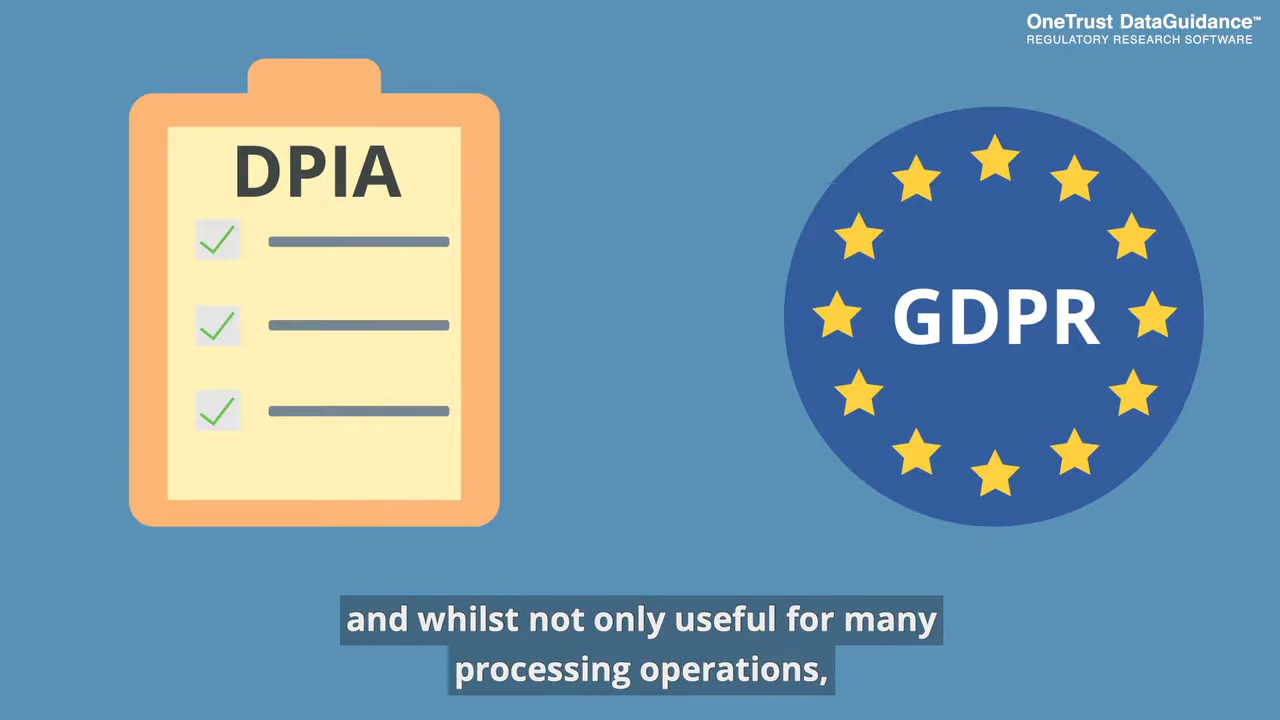 OneTrust DataGuidance™
REGULATORY RESEARCH SOFTWARE
DPIA
GDPR
and whilst not only useful for many
processing operations,